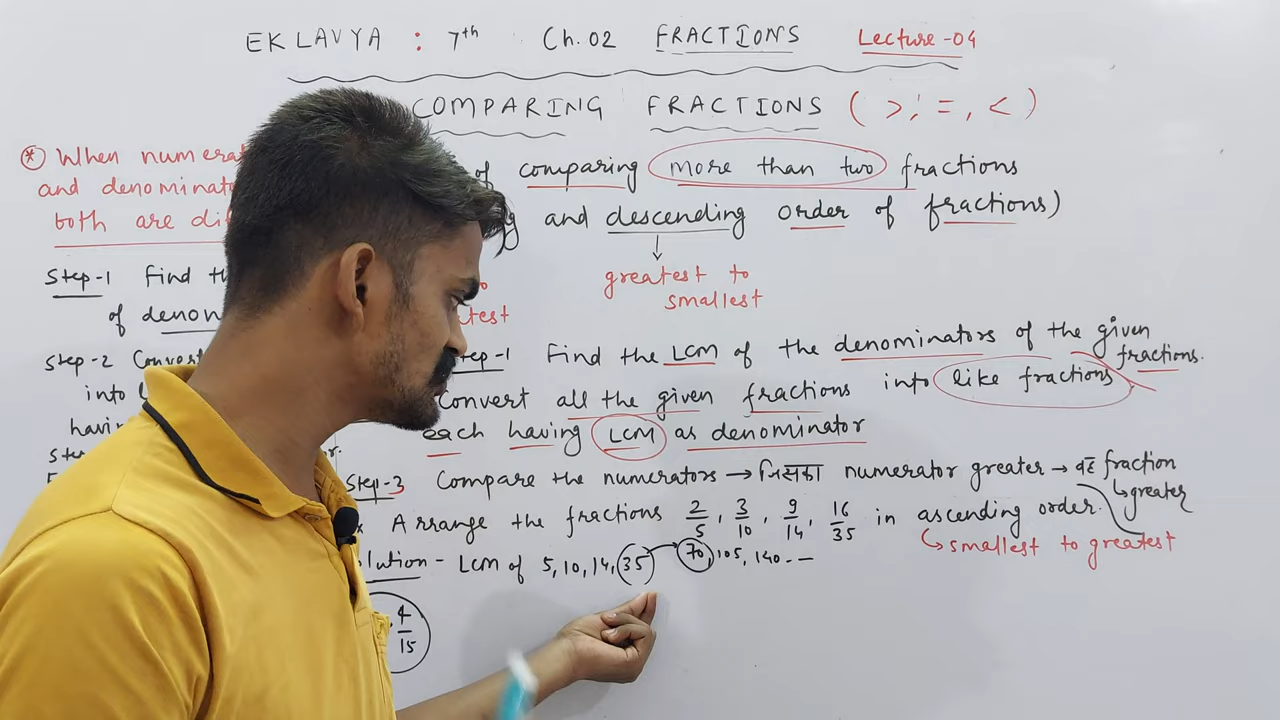 EKLAVYA : 7th Ch. 02 FRACTIONS Lecture -04
COMPARING FRACTIONS ( >, =, < )
* When numerat
and denominato
both are dif
Step-1 Find th
of denom
Step-2 Convert
into
havin
of comparing more than two fractions
and descending order of fractions)
greatest to
smallest
Step-1 Find the LCM of the denominators of the given
fractions.
Convert all the given fractions into like fractions
each having LCM as denominator
Step-3 Compare the numerators → जिसका numerator greater → वह fraction
greater
* Arrange the fractions 2/5, 3/10, 9/14, 16/35 in ascending order.
smallest to greatest
lution - LCM of 5, 10, 14, 35 → 70, 105, 140 --
4/15